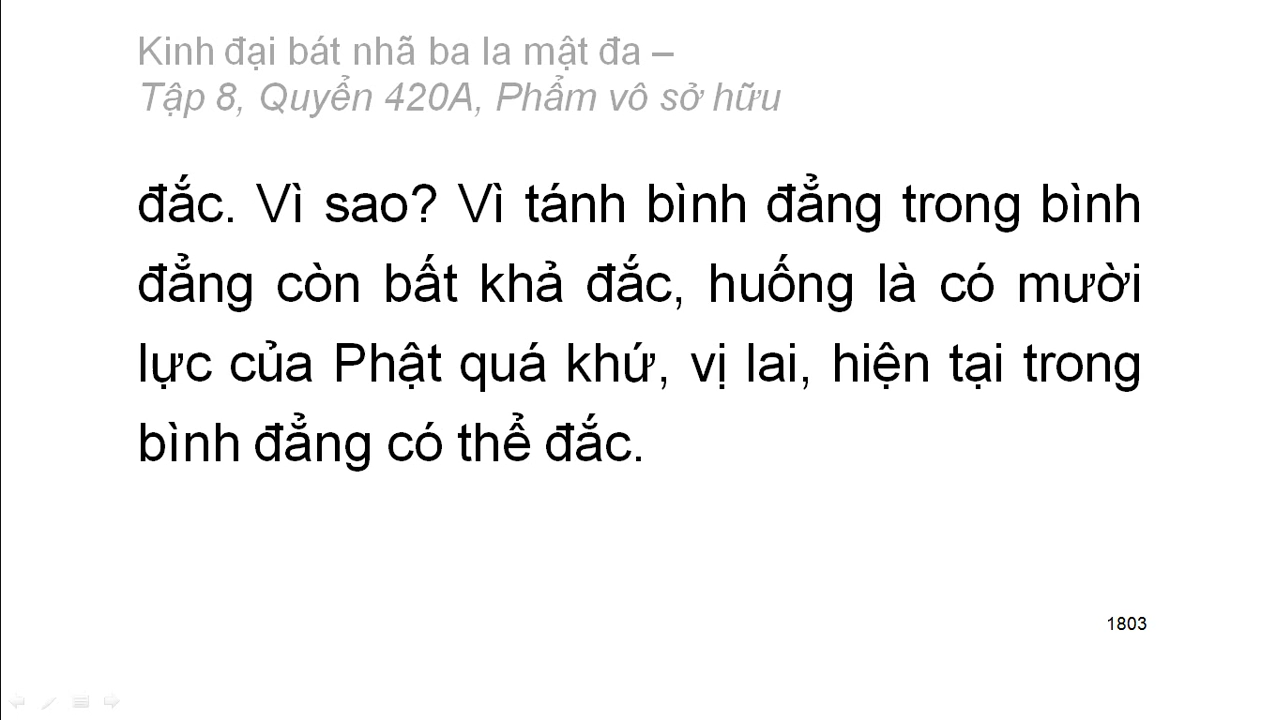 Kinh đại bát nhã ba la mật đa –
Tập 8, Quyển 420A, Phẩm vô sở hữu
đắc. Vì sao? Vì tánh bình đẳng trong bình
đẳng còn bất khả đắc, huống là có mười
lực của Phật quá khứ, vị lai, hiện tại trong
bình đẳng có thể đắc.
1803